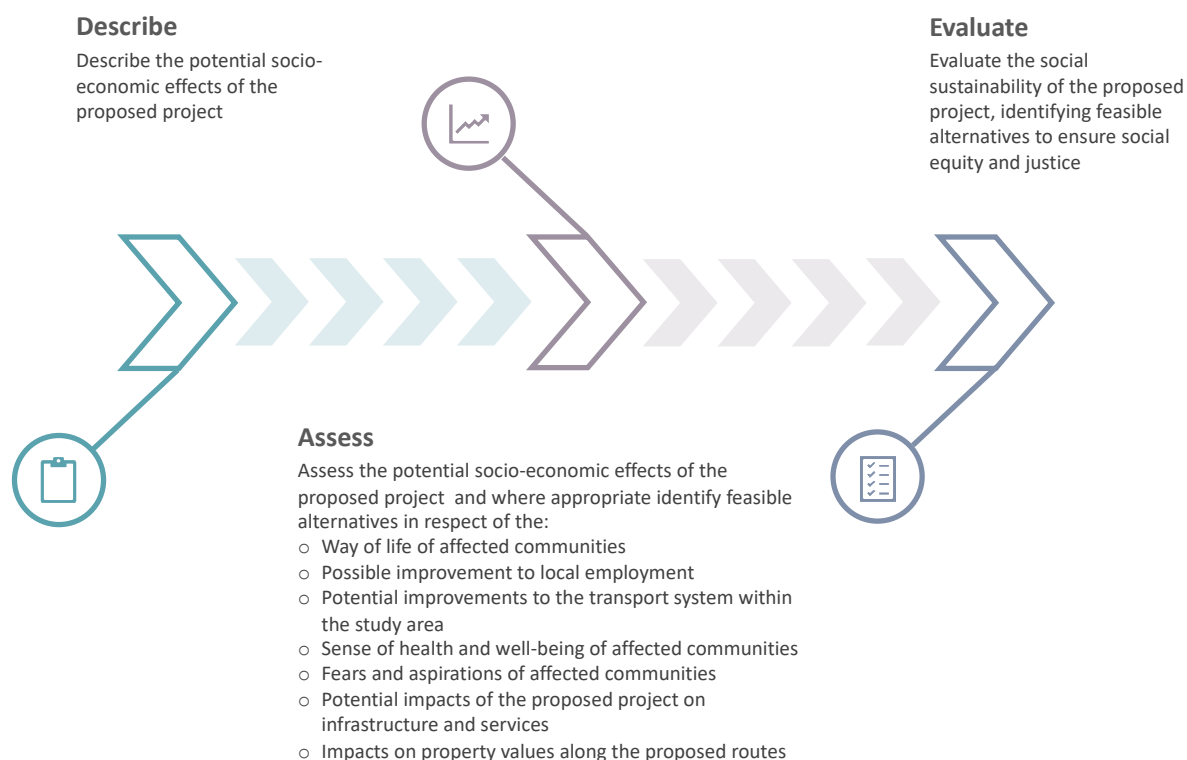 Describe
Describe the potential socio-
economic effects of the
proposed project
Evaluate
Evaluate the social
sustainability of the proposed
project, identifying feasible
alternatives to ensure social
equity and justice
Assess
Assess the potential socio-economic effects of the
proposed project and where appropriate identify feasible
alternatives in respect of the:
○ Way of life of affected communities
○ Possible improvement to local employment
○ Potential improvements to the transport system within
the study area
○ Sense of health and well-being of affected communities
○ Fears and aspirations of affected communities
○ Potential impacts of the proposed project on
infrastructure and services
○ Impacts on property values along the proposed routes